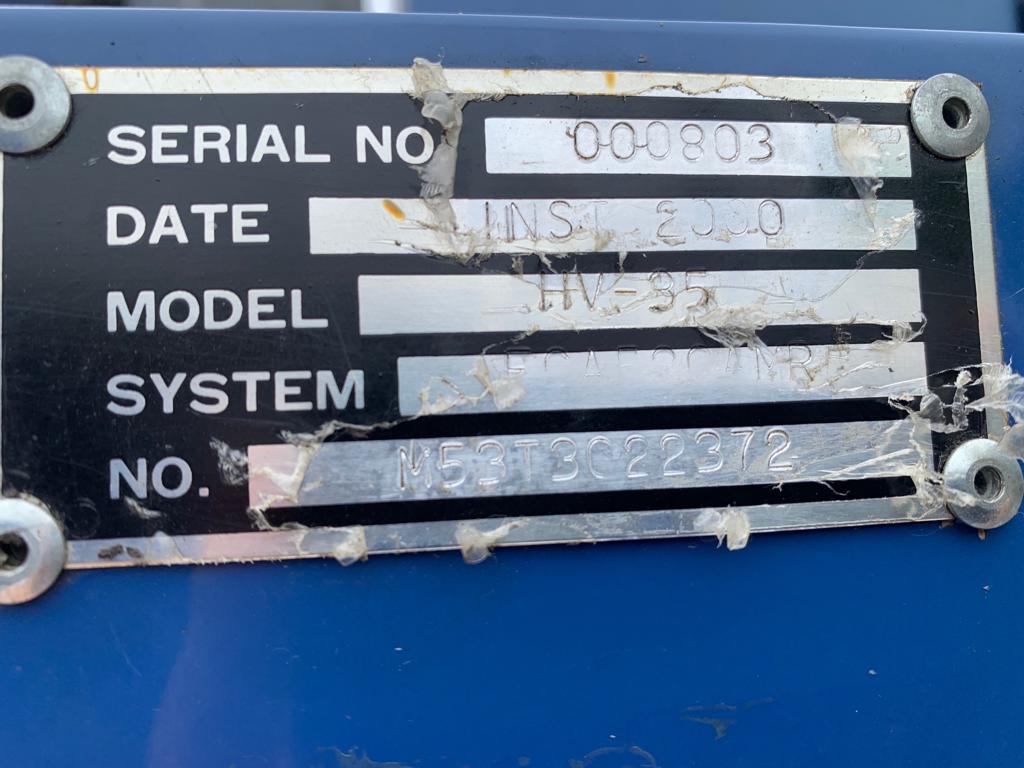 SERIAL NO 000803
DATE INST 2000
MODEL HV-35
SYSTEM
NO. M53T3C22372